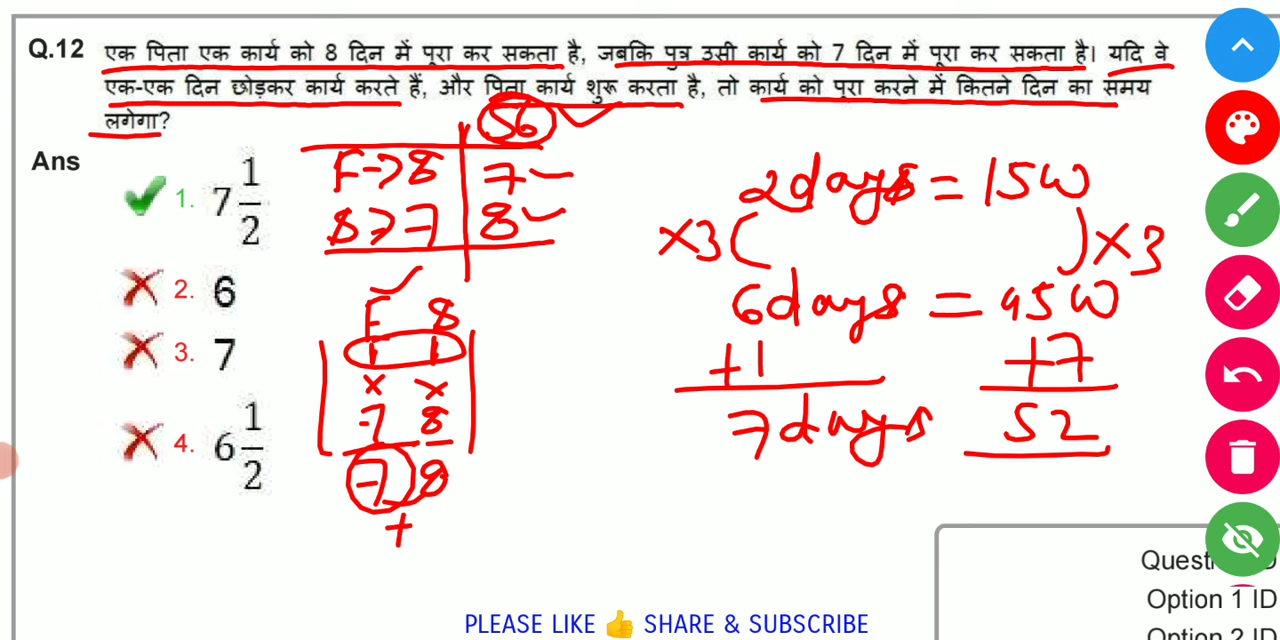 Q.12 एक पिता एक कार्य को 8 दिन में पूरा कर सकता है, जबकि पुत्र उसी कार्य को 7 दिन में पूरा कर सकता है। यदि वे
एक-एक दिन छोड़कर कार्य करते हैं, और पिता कार्य शुरू करता है, तो कार्य को पूरा करने में कितने दिन का समय
लगेगा?
Ans
1. 7 1/2
2. 6
3. 7
4. 6 1/2
56
F→8 7
S→7 8
F S
1 1
× ×
7 8
7 8
+
2days = 15W
×3 ×3
6days = 45W
+1 +7
7days 52
Option 1 ID
PLEASE LIKE 👍 SHARE & SUBSCRIBE